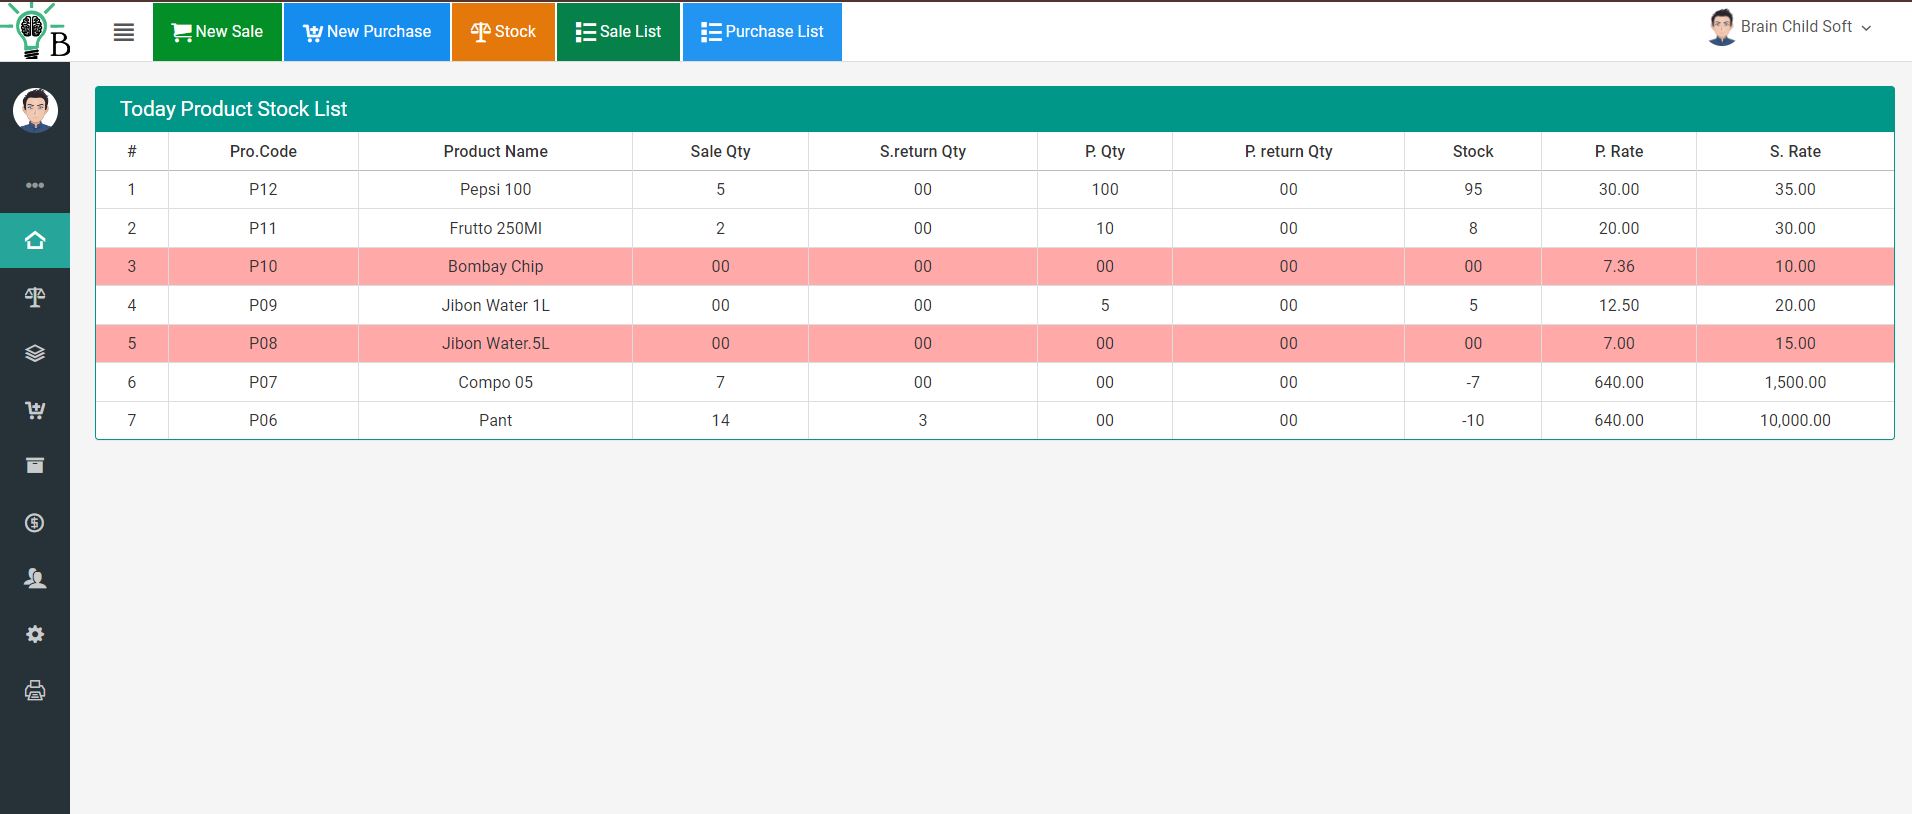 B
New Sale New Purchase Stock Sale List Purchase List Brain Child Soft
Today Product Stock List
# Pro.Code Product Name Sale Qty S.return Qty P. Qty P. return Qty Stock P. Rate S. Rate
1 P12 Pepsi 100 5 00 100 00 95 30.00 35.00
2 P11 Frutto 250Ml 2 00 10 00 8 20.00 30.00
3 P10 Bombay Chip 00 00 00 00 00 7.36 10.00
4 P09 Jibon Water 1L 00 00 5 00 5 12.50 20.00
5 P08 Jibon Water.5L 00 00 00 00 00 7.00 15.00
6 P07 Compo 05 7 00 00 00 -7 640.00 1,500.00
7 P06 Pant 14 3 00 00 -10 640.00 10,000.00